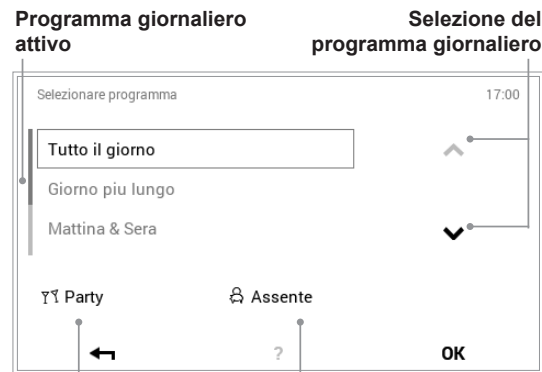 Programma giornaliero
attivo
Selezione del
programma giornaliero
Selezionare programma 17:00
Tutto il giorno
Giorno piu lungo
Mattina & Sera
Party Assente
? OK